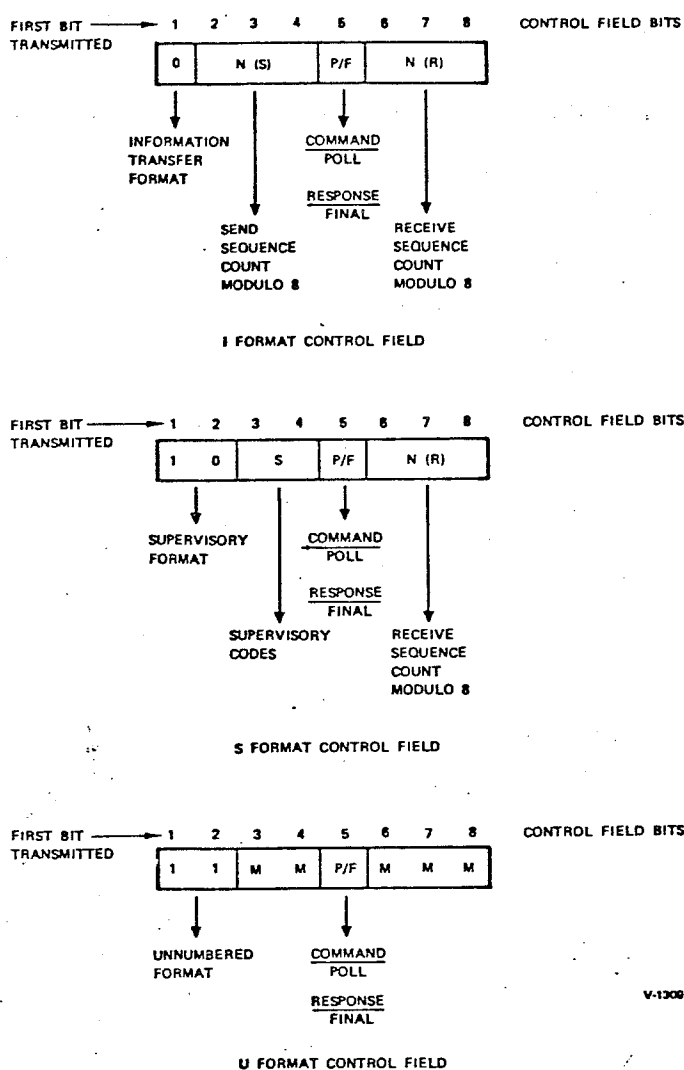 FIRST BIT 1 2 3 4 5 6 7 8 CONTROL FIELD BITS
TRANSMITTED
0 N (S) P/F N (R)
INFORMATION
TRANSFER
FORMAT
COMMAND
POLL
RESPONSE
FINAL
SEND
SEQUENCE
COUNT
MODULO 8
RECEIVE
SEQUENCE
COUNT
MODULO 8
I FORMAT CONTROL FIELD
FIRST BIT 1 2 3 4 5 6 7 8 CONTROL FIELD BITS
TRANSMITTED
1 0 S P/F N (R)
SUPERVISORY
FORMAT
COMMAND
POLL
RESPONSE
FINAL
SUPERVISORY
CODES
RECEIVE
SEQUENCE
COUNT
MODULO 8
S FORMAT CONTROL FIELD
FIRST BIT 1 2 3 4 5 6 7 8 CONTROL FIELD BITS
TRANSMITTED
1 1 M M P/F M M M
UNNUMBERED
FORMAT
COMMAND
POLL
RESPONSE
FINAL
V-1309
U FORMAT CONTROL FIELD